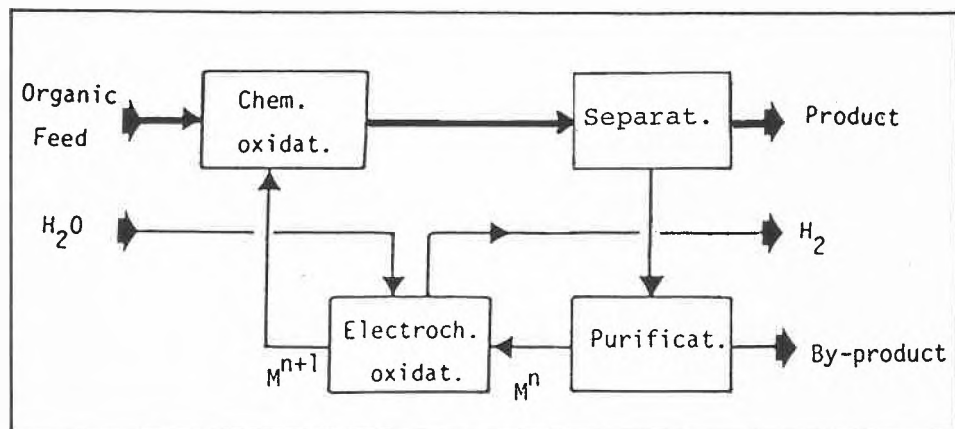 Organic
Feed
Chem.
oxidat.
Separat.
Product
H₂O
H₂
Electroch.
oxidat.
Purificat.
By-product
Mⁿ⁺¹
Mⁿ